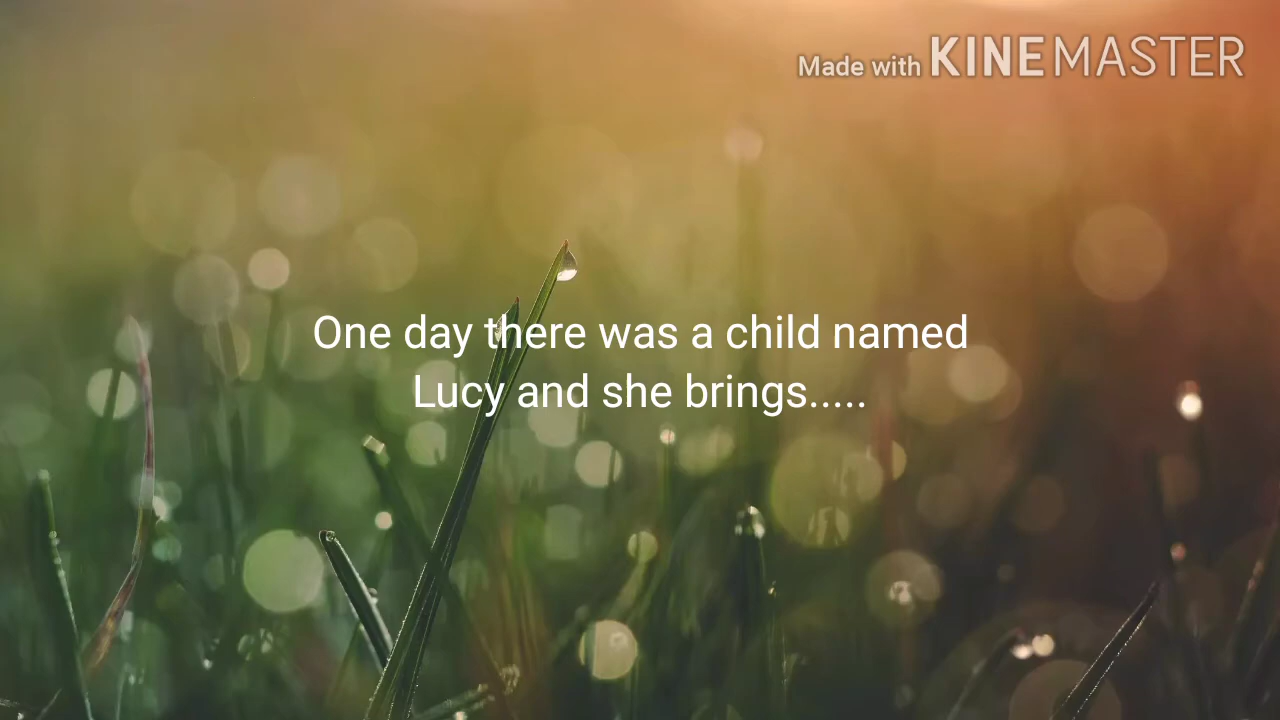 Made with KINEMASTER
One day there was a child named
Lucy and she brings.....